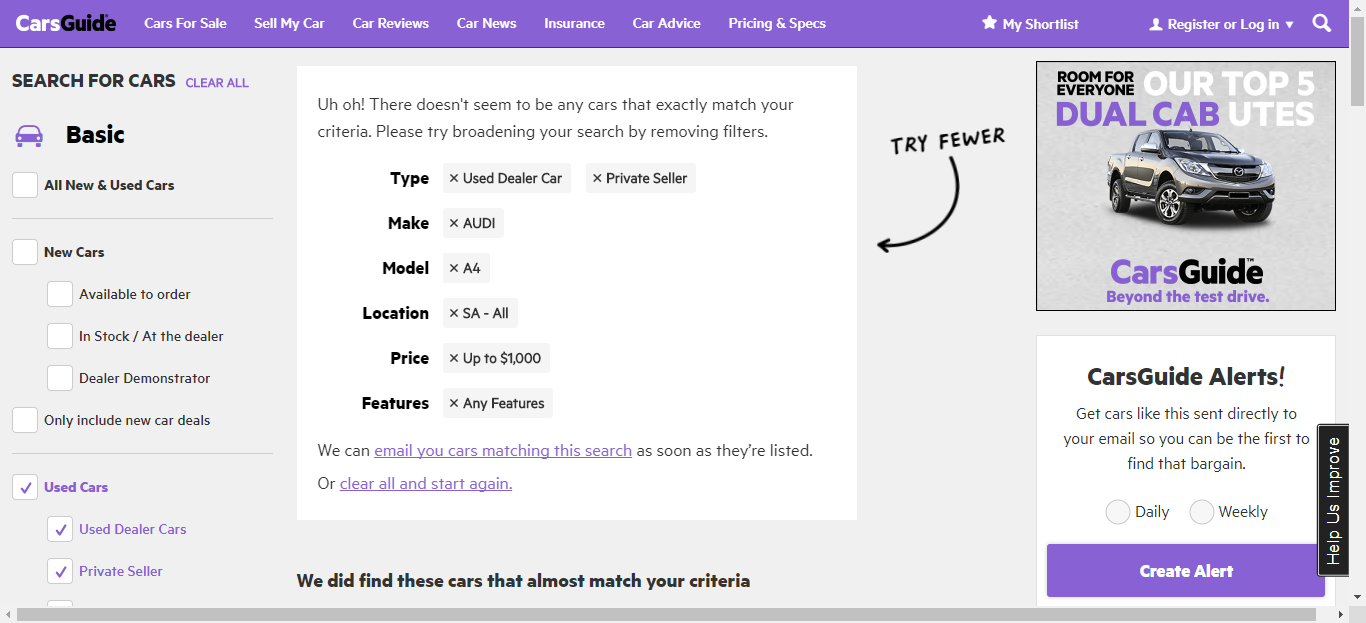 CarsGuide
Cars For Sale
Sell My Car
Car Reviews
Car News
Insurance
Car Advice
Pricing & Specs
My Shortlist
Register or Log in
SEARCH FOR CARS CLEAR ALL
Basic
All New & Used Cars
New Cars
Available to order
In Stock / At the dealer
Dealer Demonstrator
Only include new car deals
Used Cars
Used Dealer Cars
Private Seller
Uh oh! There doesn't seem to be any cars that exactly match your
criteria. Please try broadening your search by removing filters.
Type × Used Dealer Car × Private Seller
Make × AUDI
Model × A4
Location × SA - All
Price × Up to $1,000
Features × Any Features
We can email you cars matching this search as soon as they’re listed.
Or clear all and start again.
We did find these cars that almost match your criteria
TRY FEWER
ROOM FOR
EVERYONE
OUR TOP 5
DUAL CAB UTES
CarsGuide™
Beyond the test drive.
CarsGuide Alerts!
Get cars like this sent directly to
your email so you can be the first to
find that bargain.
Daily Weekly
Create Alert
Help Us Improve